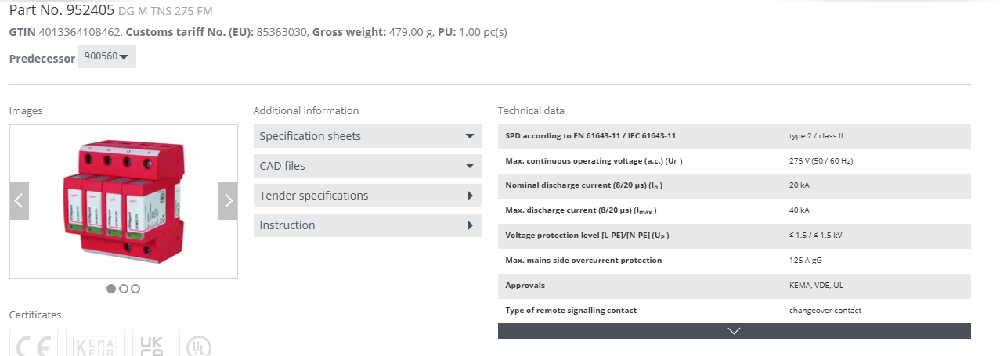 Part No. 952405 DG M TNS 275 FM
GTIN 4013364108462, Customs tariff No. (EU): 85363030, Gross weight: 479.00 g, PU: 1.00 pc(s)
Predecessor 900560
Images
Additional information
Specification sheets
CAD files
Tender specifications
Instruction
Technical data
SPD according to EN 61643-11 / IEC 61643-11 type 2 / class II
Max. continuous operating voltage (a.c.) (UC ) 275 V (50 / 60 Hz)
Nominal discharge current (8/20 µs) (In ) 20 kA
Max. discharge current (8/20 µs) (Imax ) 40 kA
Voltage protection level [L-PE]/[N-PE] (UP ) ≤ 1.5 / ≤ 1.5 kV
Max. mains-side overcurrent protection 125 A gG
Approvals KEMA, VDE, UL
Type of remote signalling contact changeover contact
Certificates
CE
KEMA
EUR
UK
CA
UL